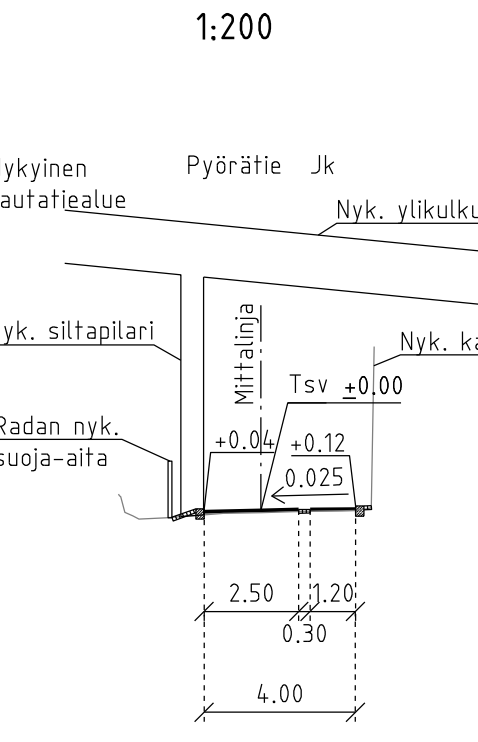 1:200
ykyinen
autatiealue
Pyörätie Jk
Nyk. ylikulku
yk. siltapilari
Mittalinja
Nyk. ka
Tsv ±0.00
Radan nyk.
suoja-aita
+0.04
+0.12
0.025
2.50
1.20
0.30
4.00